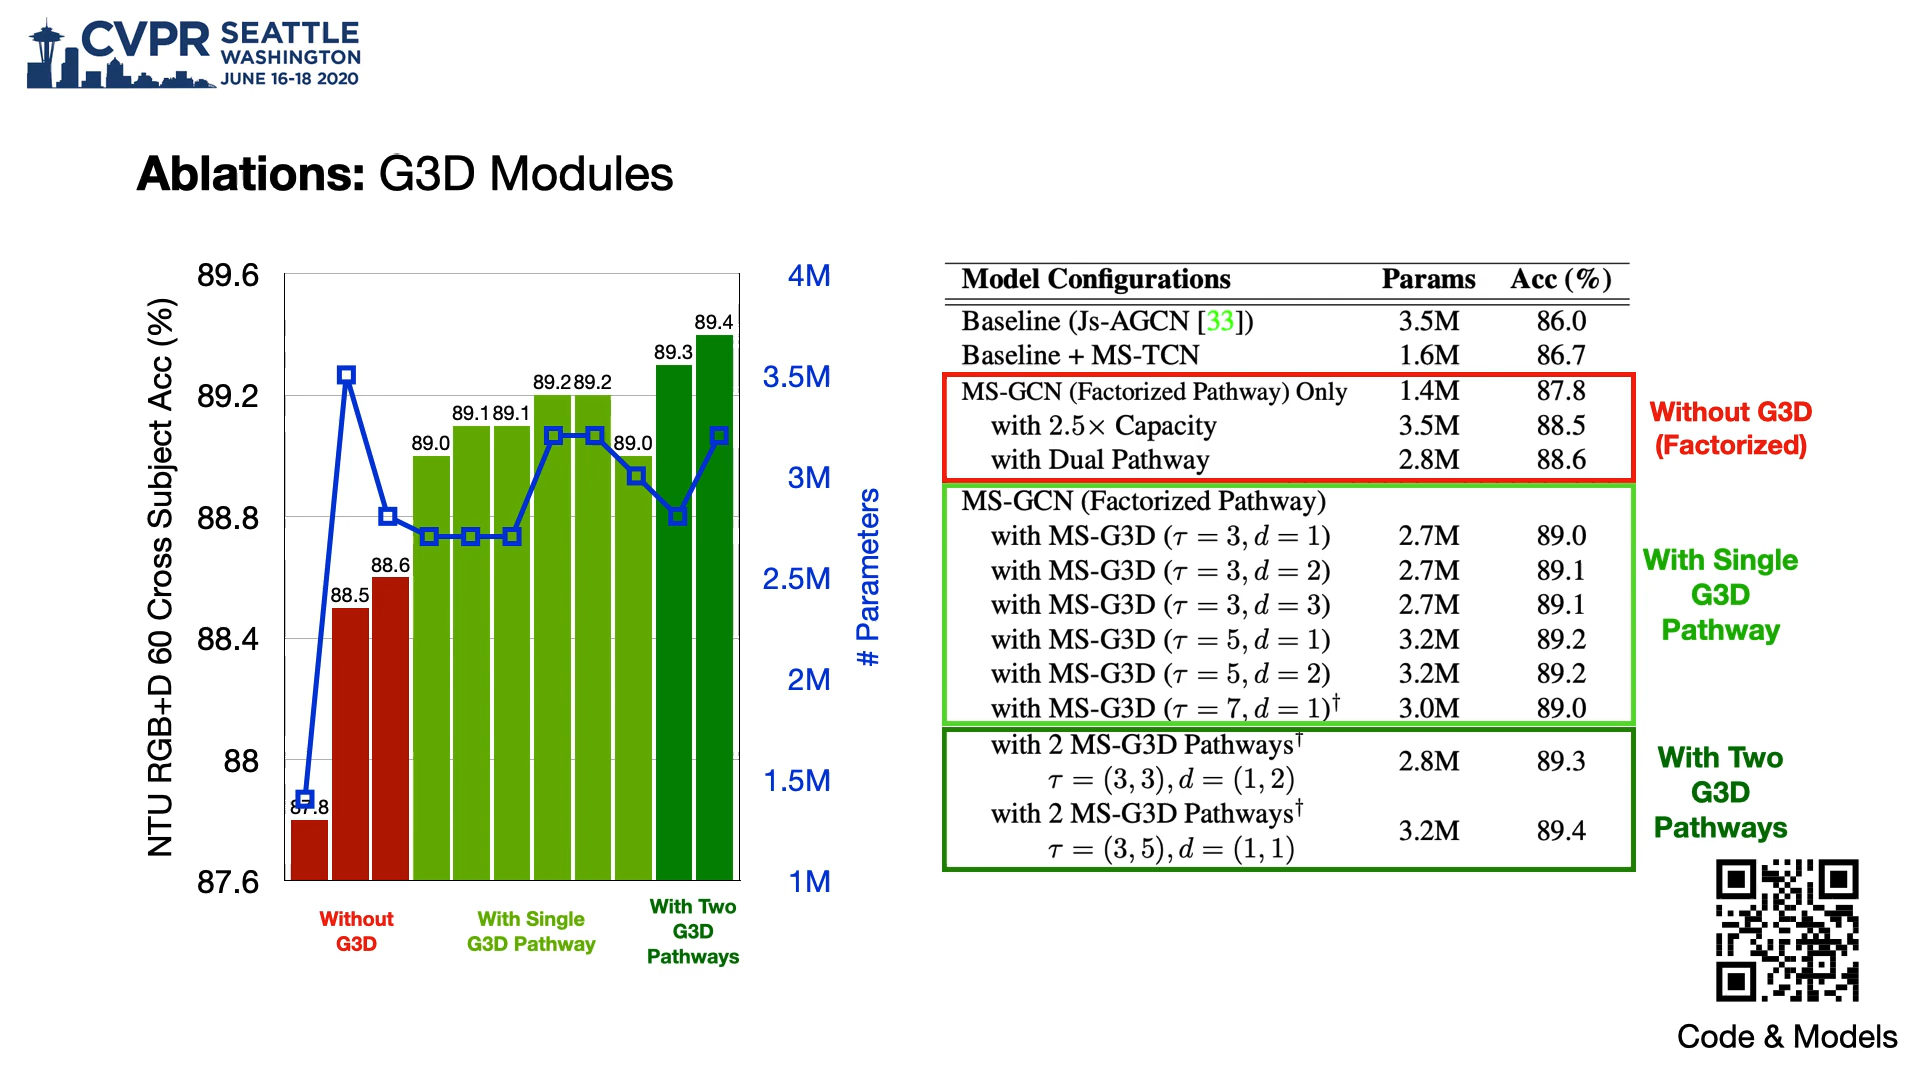 CVPR SEATTLE
WASHINGTON
JUNE 16-18 2020
Ablations: G3D Modules
NTU RGB+D 60 Cross Subject Acc (%)
89.6
89.2
88.8
88.4
88
87.6
87.8
88.5
88.6
89.0
89.1
89.1
89.2
89.2
89.0
89.3
89.4
4M
3.5M
3M
2.5M
2M
1.5M
1M
# Parameters
Without
G3D
With Single
G3D Pathway
With Two
G3D
Pathways
Model Configurations Params Acc (%)
Baseline (Js-AGCN [33]) 3.5M 86.0
Baseline + MS-TCN 1.6M 86.7
MS-GCN (Factorized Pathway) Only 1.4M 87.8
with 2.5× Capacity 3.5M 88.5
with Dual Pathway 2.8M 88.6
MS-GCN (Factorized Pathway)
with MS-G3D (τ = 3, d = 1) 2.7M 89.0
with MS-G3D (τ = 3, d = 2) 2.7M 89.1
with MS-G3D (τ = 3, d = 3) 2.7M 89.1
with MS-G3D (τ = 5, d = 1) 3.2M 89.2
with MS-G3D (τ = 5, d = 2) 3.2M 89.2
with MS-G3D (τ = 7, d = 1)† 3.0M 89.0
with 2 MS-G3D Pathways†
τ = (3, 3), d = (1, 2) 2.8M 89.3
with 2 MS-G3D Pathways†
τ = (3, 5), d = (1, 1) 3.2M 89.4
Without G3D
(Factorized)
With Single
G3D
Pathway
With Two
G3D
Pathways
Code & Models